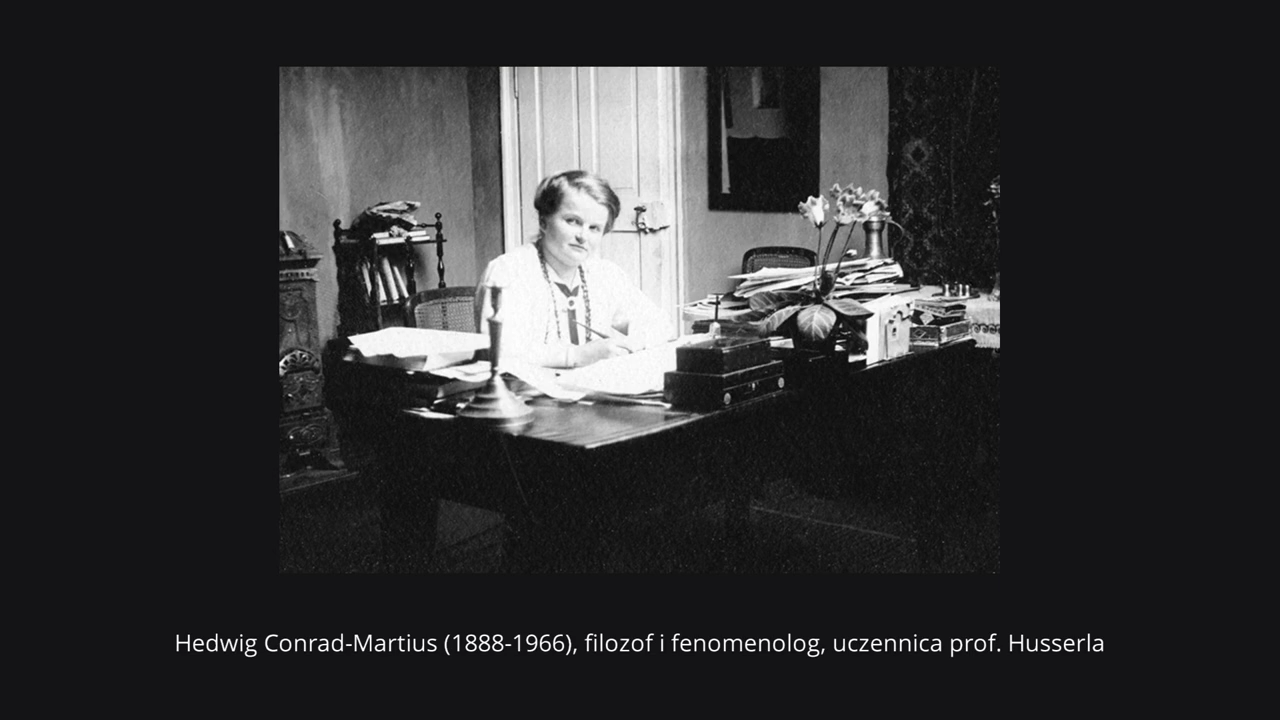 Hedwig Conrad-Martius (1888-1966), filozof i fenomenolog, uczennica prof. Husserla